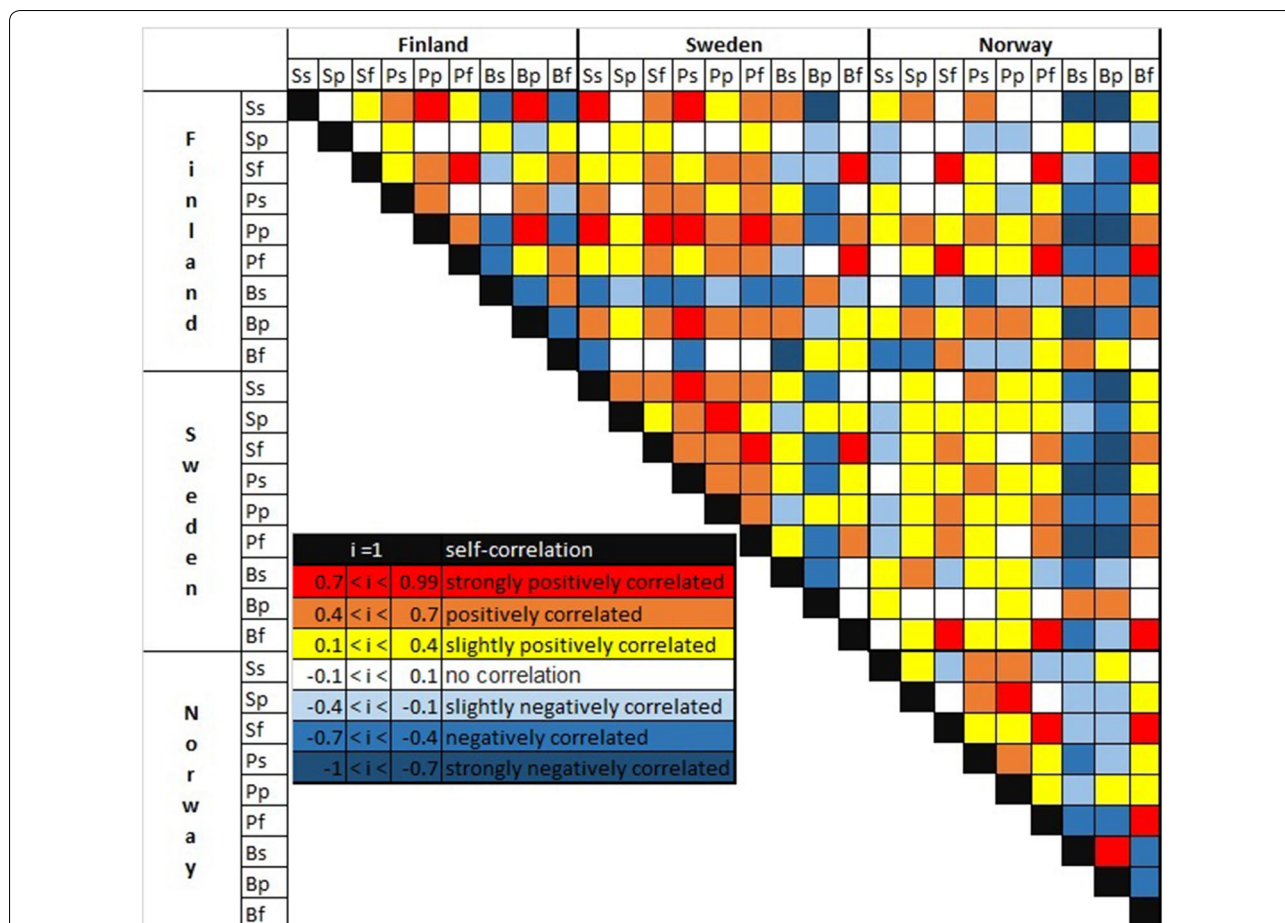 Finland Sweden Norway
Ss Sp Sf Ps Pp Pf Bs Bp Bf Ss Sp Sf Ps Pp Pf Bs Bp Bf Ss Sp Sf Ps Pp Pf Bs Bp Bf
Finland
Ss
Sp
Sf
Ps
Pp
Pf
Bs
Bp
Bf
Sweden
Ss
Sp
Sf
Ps
Pp
Pf
Bs
Bp
Bf
Norway
Ss
Sp
Sf
Ps
Pp
Pf
Bs
Bp
Bf
i =1 self-correlation
0.7 < i < 0.99 strongly positively correlated
0.4 < i < 0.7 positively correlated
0.1 < i < 0.4 slightly positively correlated
-0.1 < i < 0.1 no correlation
-0.4 < i < -0.1 slightly negatively correlated
-0.7 < i < -0.4 negatively correlated
-1 < i < -0.7 strongly negatively correlated